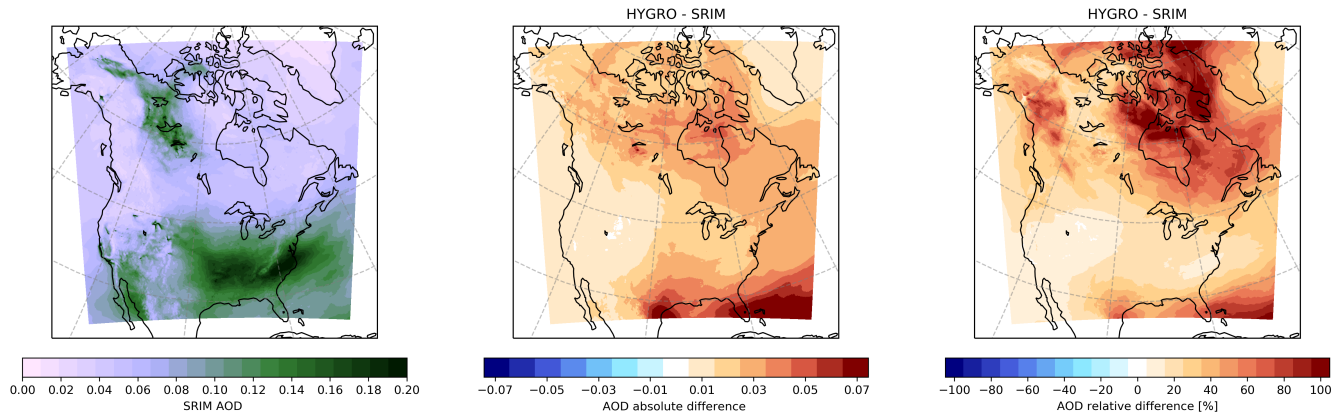 HYGRO - SRIM
HYGRO - SRIM
0.00 0.02 0.04 0.06 0.08 0.10 0.12 0.14 0.16 0.18 0.20
SRIM AOD
−0.07 −0.05 −0.03 −0.01 0.01 0.03 0.05 0.07
AOD absolute difference
−100 −80 −60 −40 −20 0 20 40 60 80 100
AOD relative difference [%]